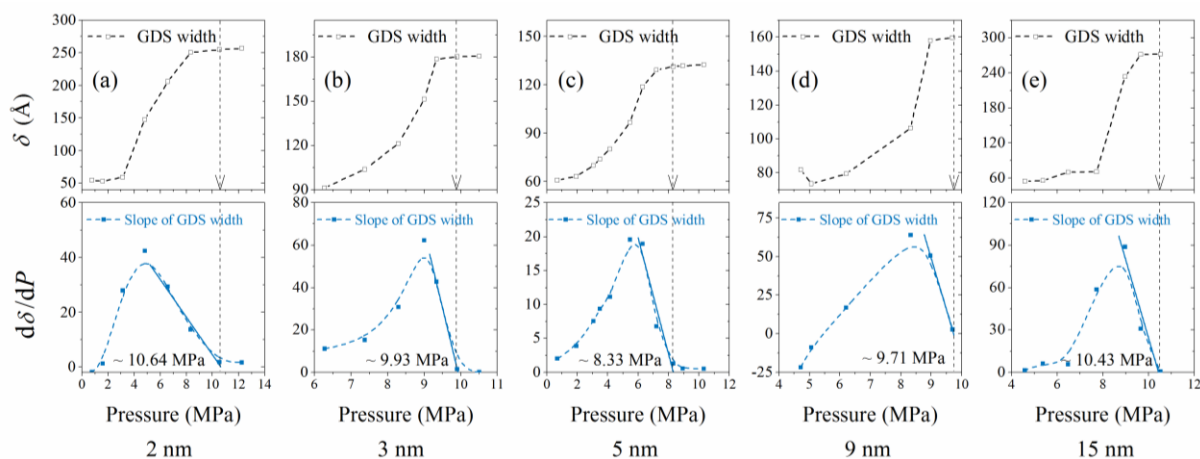 GDS width
GDS width
GDS width
GDS width
GDS width
(a)
(b)
(c)
(d)
(e)
δ (Å)
300
250
200
150
100
50
180
150
120
90
150
120
90
60
160
140
120
100
80
300
240
180
120
60
Slope of GDS width
Slope of GDS width
Slope of GDS width
Slope of GDS width
Slope of GDS width
dδ/dP
60
40
20
0
80
60
40
20
0
25
20
15
10
5
0
75
50
25
0
-25
120
90
60
30
0
~ 10.64 MPa
~ 9.93 MPa
~ 8.33 MPa
~ 9.71 MPa
~ 10.43 MPa
0 2 4 6 8 10 12 14
6 7 8 9 10 11
0 2 4 6 8 10 12
4 5 6 7 8 9 10
4 6 8 10 12
Pressure (MPa)
Pressure (MPa)
Pressure (MPa)
Pressure (MPa)
Pressure (MPa)
2 nm
3 nm
5 nm
9 nm
15 nm